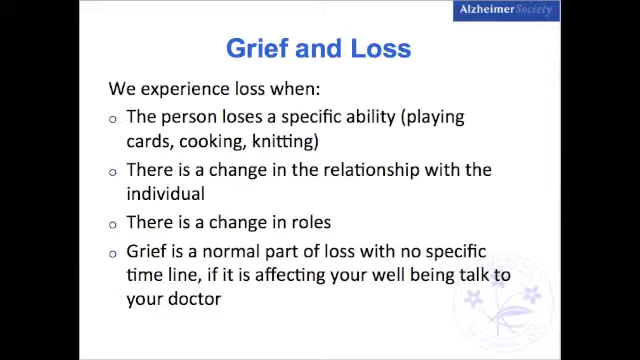 AlzheimerSociety
Grief and Loss
We experience loss when:
o The person loses a specific ability (playing
cards, cooking, knitting)
o There is a change in the relationship with the
individual
o There is a change in roles
o Grief is a normal part of loss with no specific
time line, if it is affecting your well being talk to
your doctor